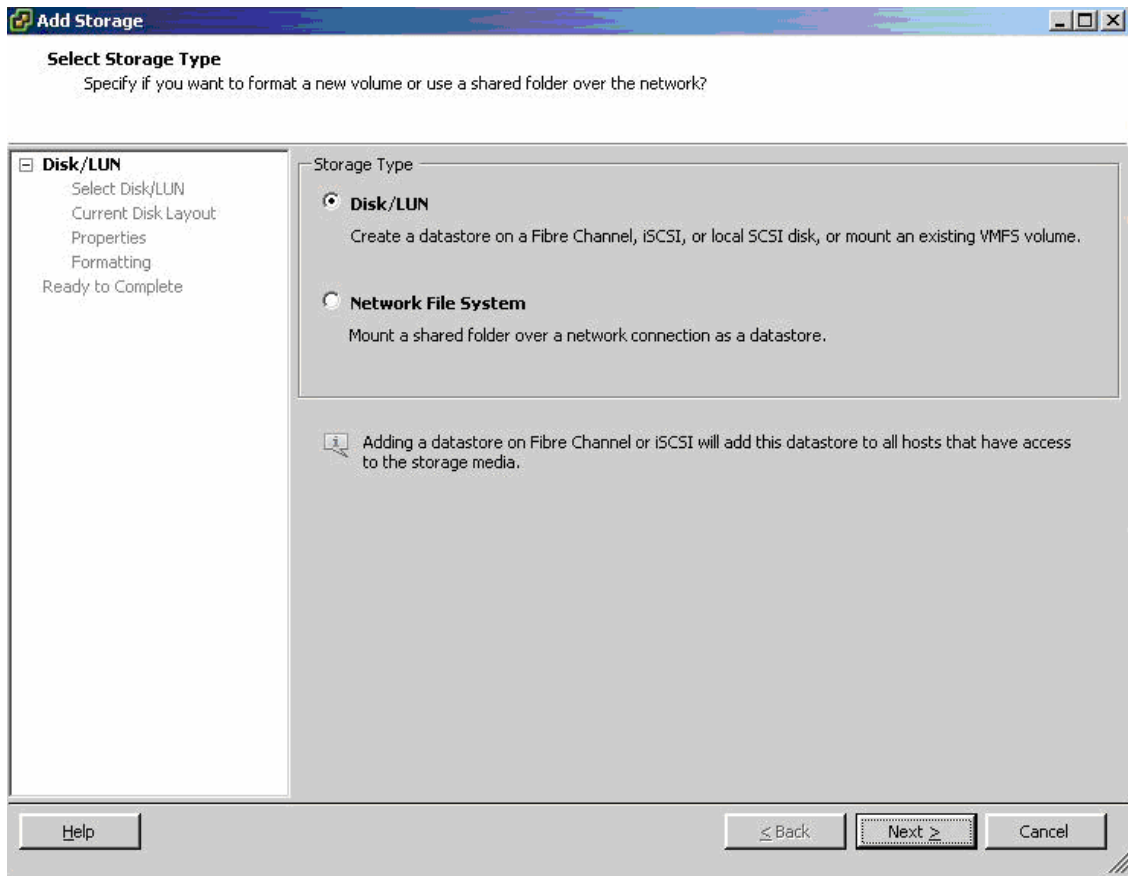 Add Storage
Select Storage Type
Specify if you want to format a new volume or use a shared folder over the network?
Disk/LUN
Select Disk/LUN
Current Disk Layout
Properties
Formatting
Ready to Complete
Storage Type
Disk/LUN
Create a datastore on a Fibre Channel, iSCSI, or local SCSI disk, or mount an existing VMFS volume.
Network File System
Mount a shared folder over a network connection as a datastore.
Adding a datastore on Fibre Channel or iSCSI will add this datastore to all hosts that have access
to the storage media.
Help
< Back
Next >
Cancel